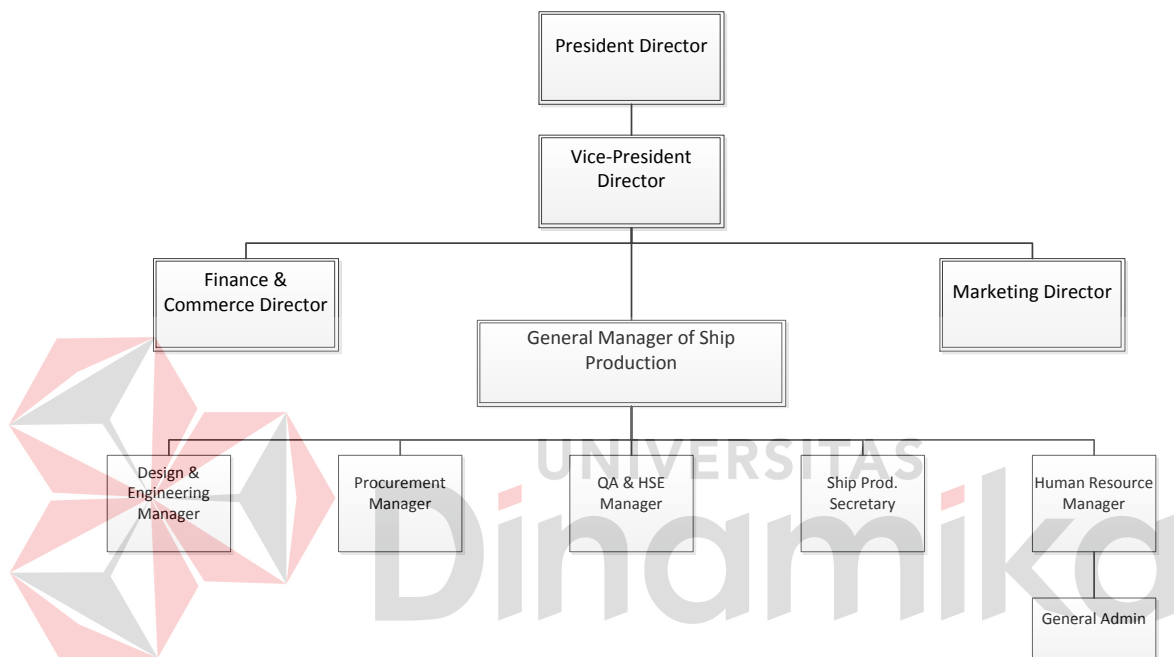 President Director
Vice-President
Director
Finance &
Commerce Director
Marketing Director
General Manager of Ship
Production
Design &
Engineering
Manager
Procurement
Manager
QA & HSE
Manager
Ship Prod.
Secretary
Human Resource
Manager
General Admin
UNIVERSITAS
Dinamika